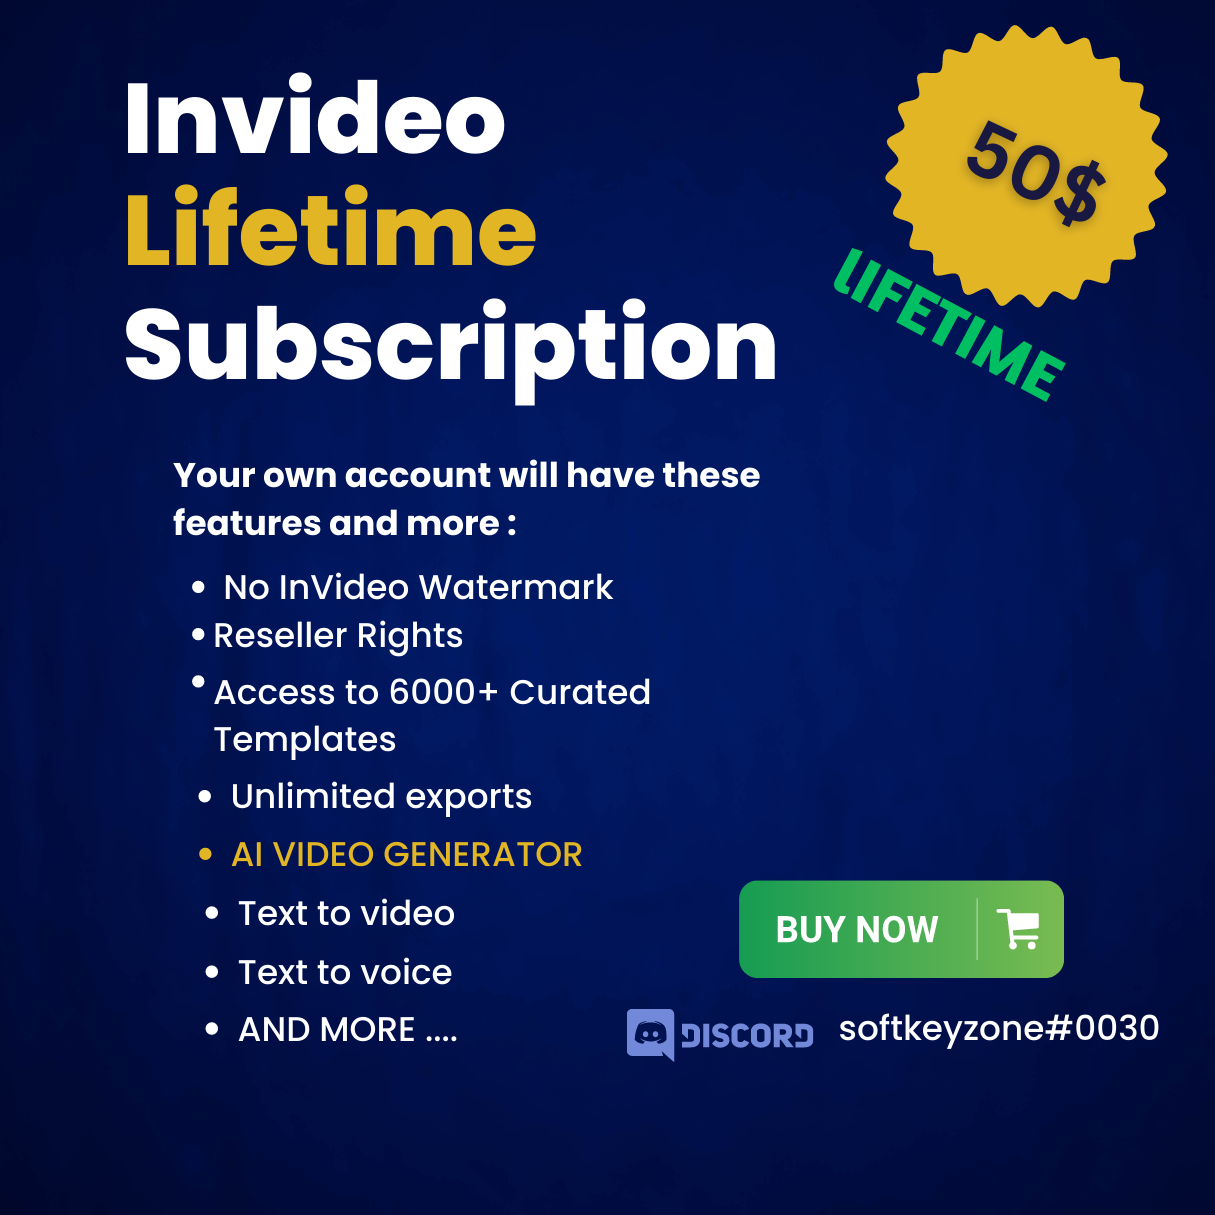 Invideo
Lifetime
Subscription
50$
LIFETIME
Your own account will have these
features and more :
• No InVideo Watermark
• Reseller Rights
• Access to 6000+ Curated
Templates
• Unlimited exports
• AI VIDEO GENERATOR
• Text to video
• Text to voice
• AND MORE ....
BUY NOW
DISCORD softkeyzone#0030